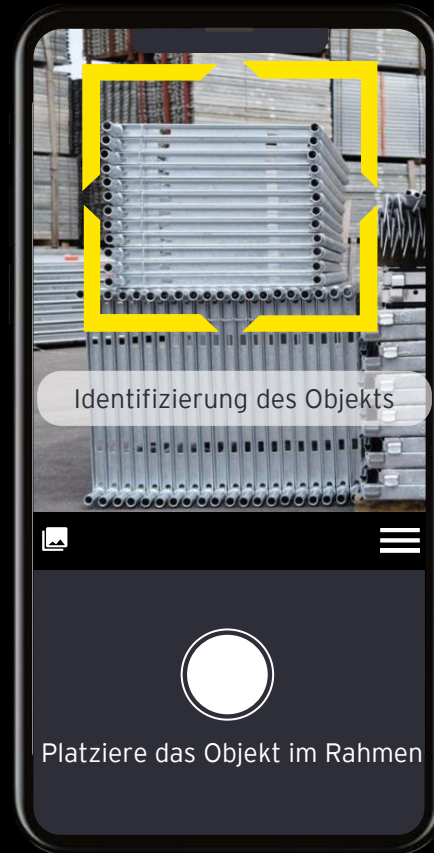 Identifizierung des Objekts
Platziere das Objekt im Rahmen